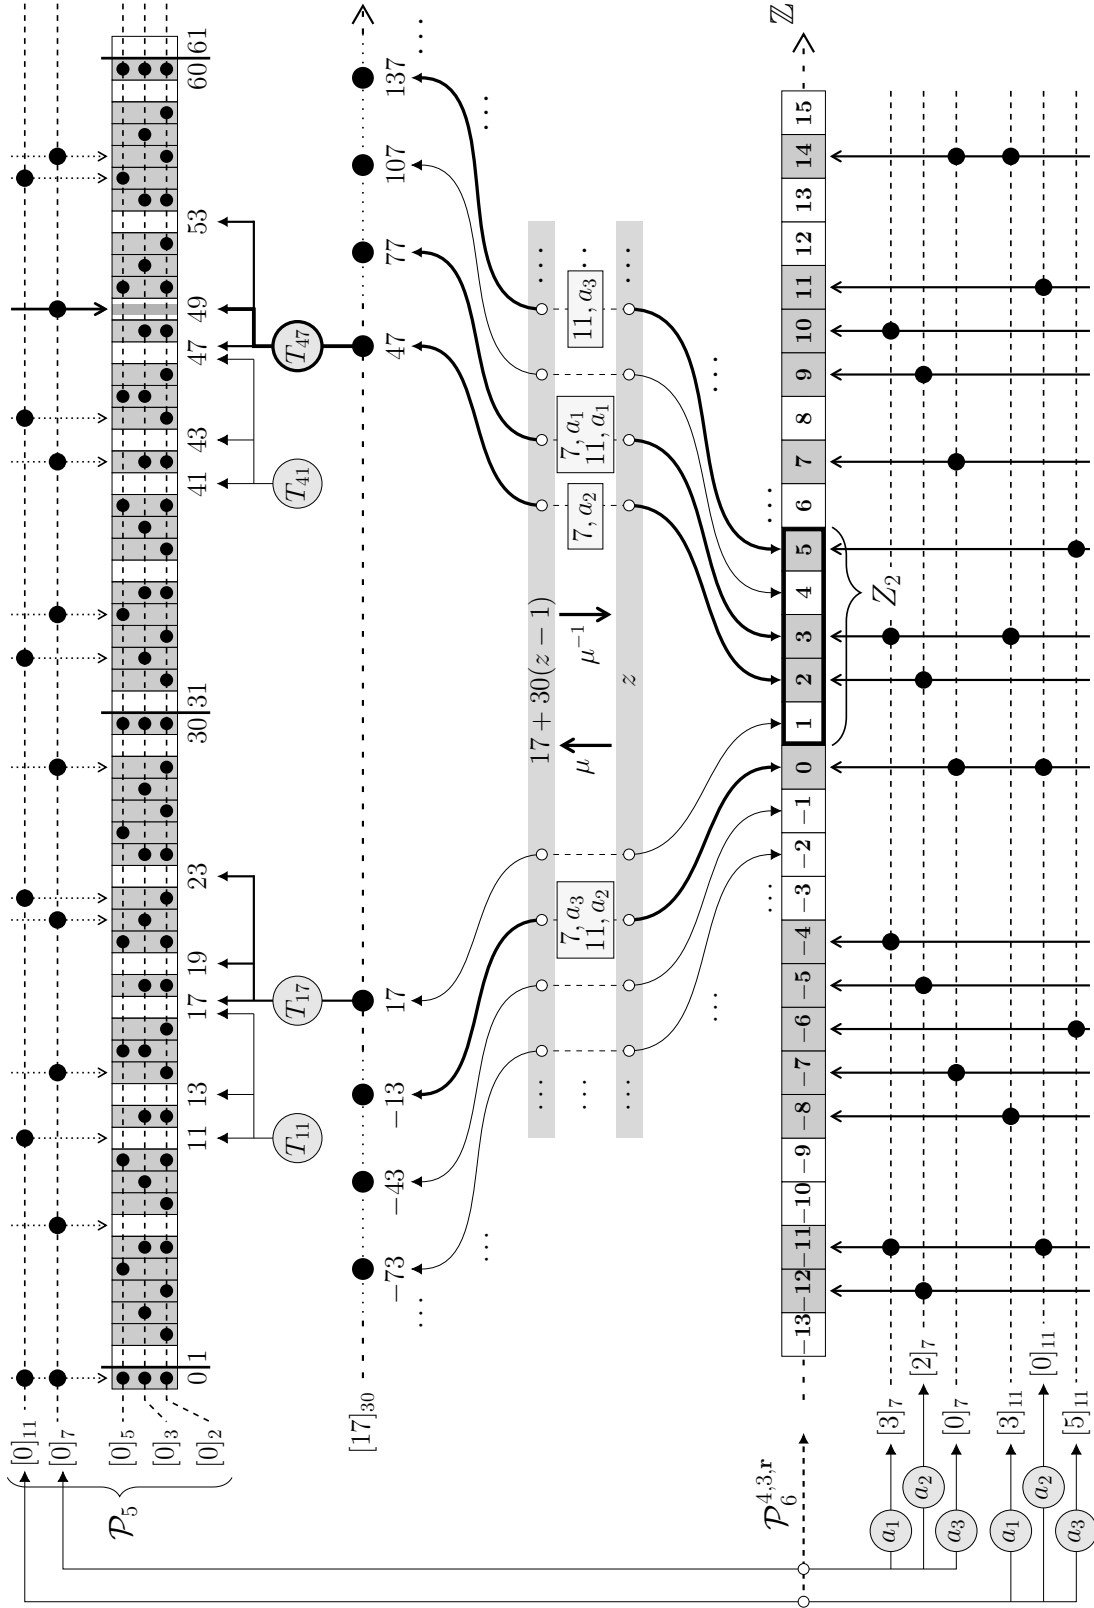 [0]₁₁
[0]₇
[0]₅
[0]₃
[0]₂
𝒫₅
0 1 11 13 17 19 23 30 31 41 43 47 49 53 60 61
T₁₁ T₁₇ T₄₁ T₄₇
[17]₃₀
···· −73 −43 −13 17 47 77 107 137 ···
··· ···
··· 17 + 30(z − 1) ···
··· 7, a₃ μ μ⁻¹ 7, a₂ 7, a₁ 11, a₃ ···
11, a₂ 11, a₁
··· z ···
··· ···
··· ····
𝒫₆^{4,3,𝐫} ℤ
−13 −12 −11 −10 −9 −8 −7 −6 −5 −4 −3 −2 −1 0 1 2 3 4 5 6 7 8 9 10 11 12 13 14 15
Z₂
a₁ [3]₇
a₂ [2]₇
a₃ [0]₇
a₁ [3]₁₁
a₂ [0]₁₁
a₃ [5]₁₁